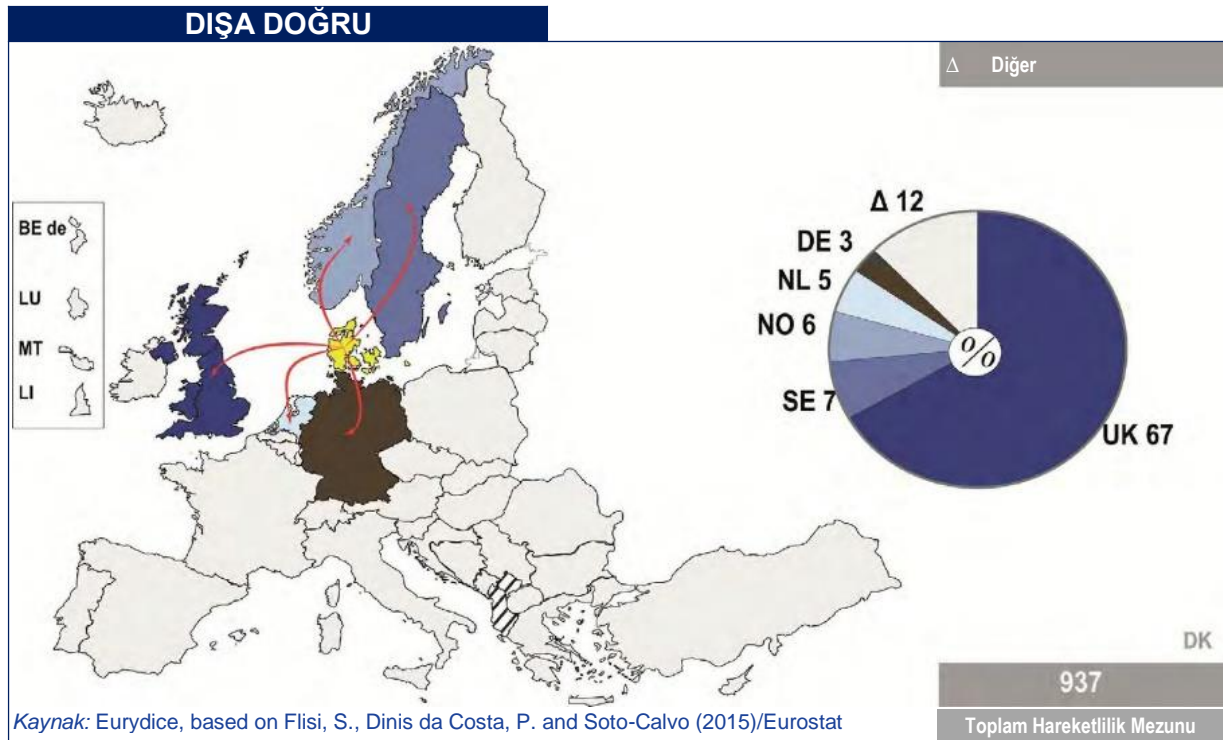 DIŞA DOĞRU
Δ Diğer
BE de
LU
MT
LI
Δ 12
DE 3
NL 5
NO 6
SE 7
UK 67
%
DK
937
Toplam Hareketlilik Mezunu
Kaynak: Eurydice, based on Flisi, S., Dinis da Costa, P. and Soto-Calvo (2015)/Eurostat